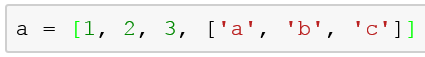 a = [1, 2, 3, ['a', 'b', 'c']]